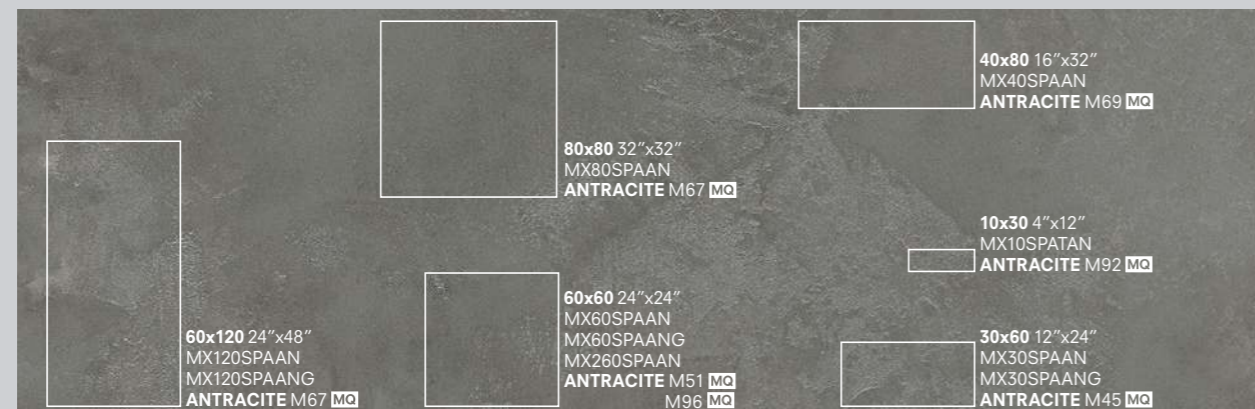 60x120 24"x48"
MX120SPAAN
MX120SPAANG
ANTRACITE M67 MQ
80x80 32"x32"
MX80SPAAN
ANTRACITE M67 MQ
60x60 24"x24"
MX60SPAAN
MX60SPAANG
MX260SPAAN
ANTRACITE M51 MQ
M96 MQ
40x80 16"x32"
MX40SPAAN
ANTRACITE M69 MQ
10x30 4"x12"
MX10SPATAN
ANTRACITE M92 MQ
30x60 12"x24"
MX30SPAAN
MX30SPAANG
ANTRACITE M45 MQ